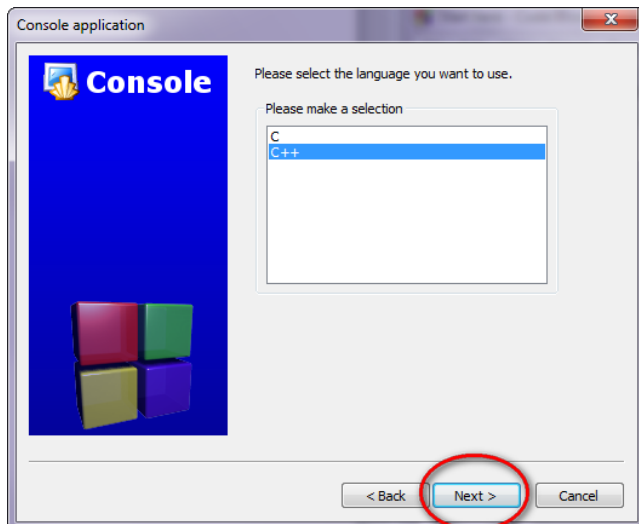 Console application
Console
Please select the language you want to use.
Please make a selection
C
C++
< Back
Next >
Cancel